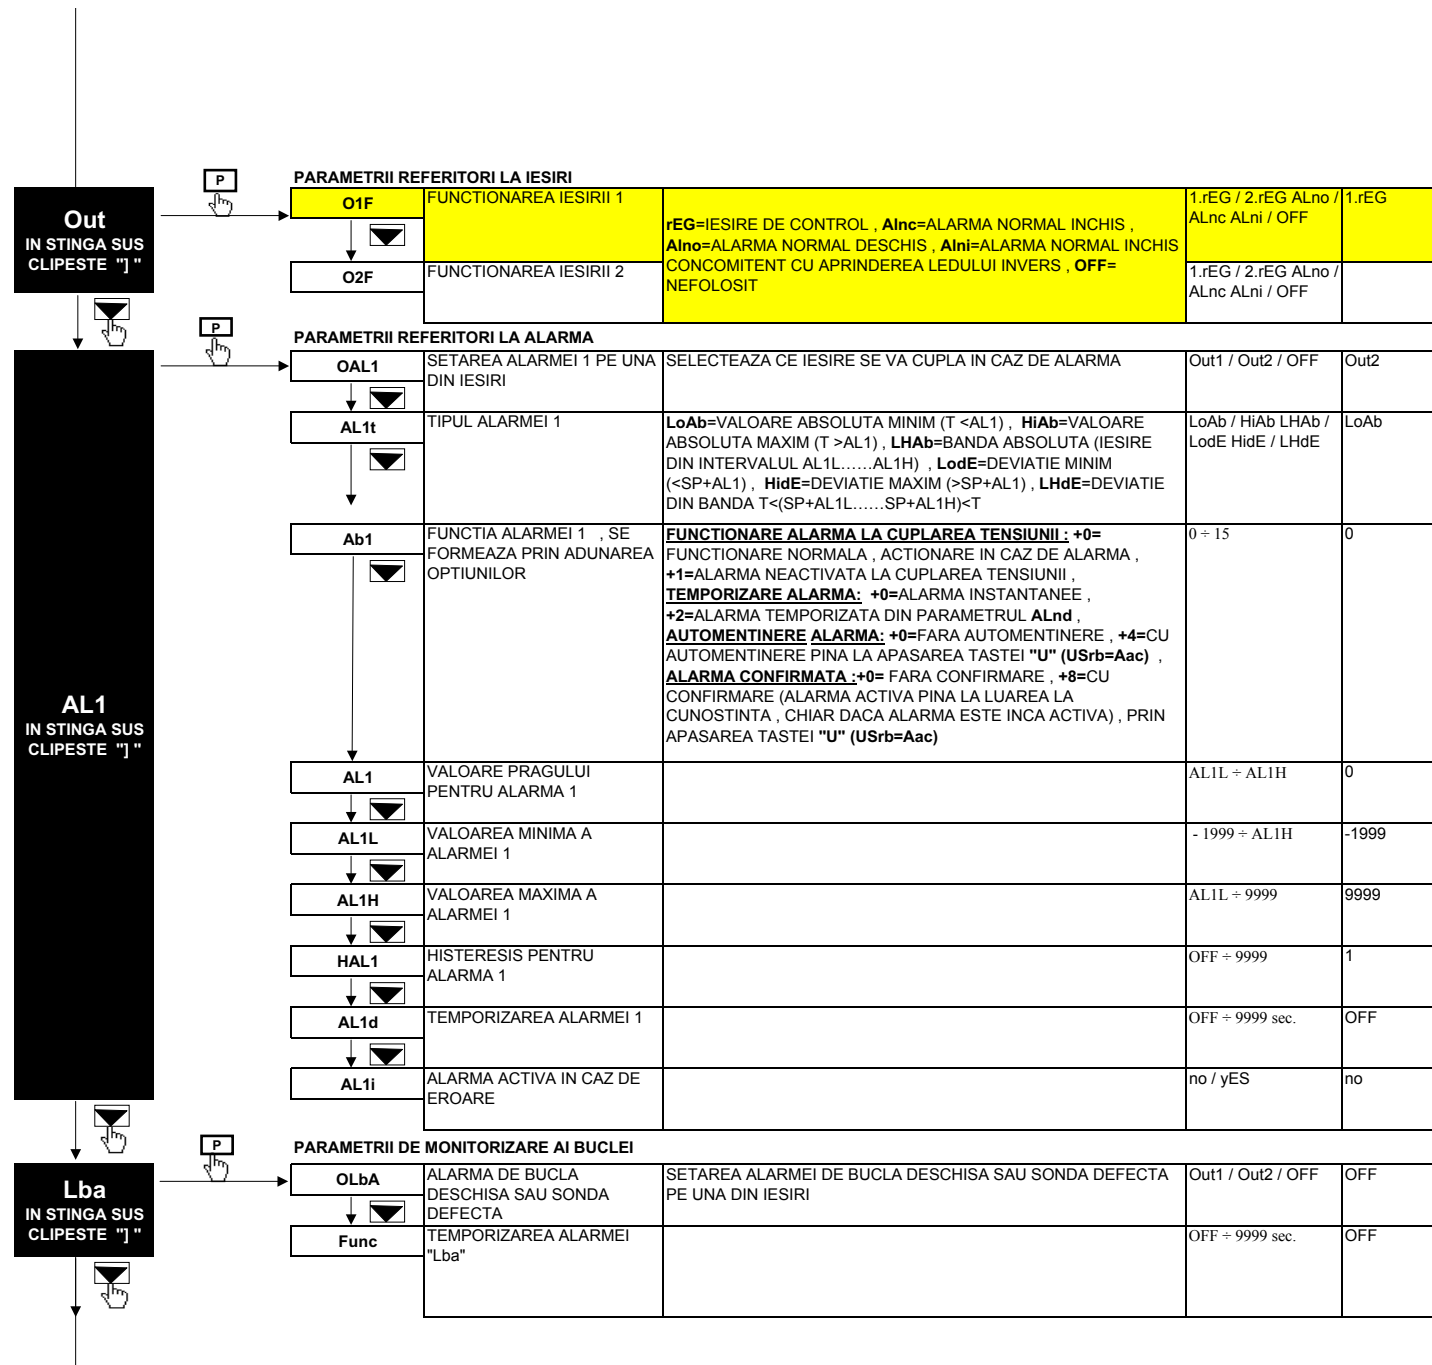 P
PARAMETRII REFERITORI LA IESIRI
Out
IN STINGA SUS
CLIPESTE "] "
O1F
FUNCTIONAREA IESIRII 1
rEG=IESIRE DE CONTROL , Alnc=ALARMA NORMAL INCHIS ,
Alno=ALARMA NORMAL DESCHIS , Alni=ALARMA NORMAL INCHIS
CONCOMITENT CU APRINDEREA LEDULUI INVERS , OFF=
NEFOLOSIT
1.rEG / 2.rEG ALno /
ALnc ALni / OFF
1.rEG
O2F
FUNCTIONAREA IESIRII 2
1.rEG / 2.rEG ALno /
ALnc ALni / OFF
P
PARAMETRII REFERITORI LA ALARMA
AL1
IN STINGA SUS
CLIPESTE "] "
OAL1
SETAREA ALARMEI 1 PE UNA
DIN IESIRI
SELECTEAZA CE IESIRE SE VA CUPLA IN CAZ DE ALARMA
Out1 / Out2 / OFF
Out2
AL1t
TIPUL ALARMEI 1
LoAb=VALOARE ABSOLUTA MINIM (T <AL1) , HiAb=VALOARE
ABSOLUTA MAXIM (T >AL1) , LHAb=BANDA ABSOLUTA (IESIRE
DIN INTERVALUL AL1L……AL1H) , LodE=DEVIATIE MINIM
(<SP+AL1) , HidE=DEVIATIE MAXIM (>SP+AL1) , LHdE=DEVIATIE
DIN BANDA T<(SP+AL1L……SP+AL1H)<T
LoAb / HiAb LHAb /
LodE HidE / LHdE
LoAb
Ab1
FUNCTIA ALARMEI 1 , SE
FORMEAZA PRIN ADUNAREA
OPTIUNILOR
FUNCTIONARE ALARMA LA CUPLAREA TENSIUNII : +0=
FUNCTIONARE NORMALA , ACTIONARE IN CAZ DE ALARMA ,
+1=ALARMA NEACTIVATA LA CUPLAREA TENSIUNII ,
TEMPORIZARE ALARMA: +0=ALARMA INSTANTANEE ,
+2=ALARMA TEMPORIZATA DIN PARAMETRUL ALnd ,
AUTOMENTINERE ALARMA: +0=FARA AUTOMENTINERE , +4=CU
AUTOMENTINERE PINA LA APASAREA TASTEI "U" (USrb=Aac) ,
ALARMA CONFIRMATA :+0= FARA CONFIRMARE , +8=CU
CONFIRMARE (ALARMA ACTIVA PINA LA LUAREA LA
CUNOSTINTA , CHIAR DACA ALARMA ESTE INCA ACTIVA) , PRIN
APASAREA TASTEI "U" (USrb=Aac)
0 ÷ 15
0
AL1
VALOARE PRAGULUI
PENTRU ALARMA 1
AL1L ÷ AL1H
0
AL1L
VALOAREA MINIMA A
ALARMEI 1
- 1999 ÷ AL1H
-1999
AL1H
VALOAREA MAXIMA A
ALARMEI 1
AL1L ÷ 9999
9999
HAL1
HISTERESIS PENTRU
ALARMA 1
OFF ÷ 9999
1
AL1d
TEMPORIZAREA ALARMEI 1
OFF ÷ 9999 sec.
OFF
AL1i
ALARMA ACTIVA IN CAZ DE
EROARE
no / yES
no
P
PARAMETRII DE MONITORIZARE AI BUCLEI
Lba
IN STINGA SUS
CLIPESTE "] "
OLbA
ALARMA DE BUCLA
DESCHISA SAU SONDA
DEFECTA
SETAREA ALARMEI DE BUCLA DESCHISA SAU SONDA DEFECTA
PE UNA DIN IESIRI
Out1 / Out2 / OFF
OFF
Func
TEMPORIZAREA ALARMEI
"Lba"
OFF ÷ 9999 sec.
OFF